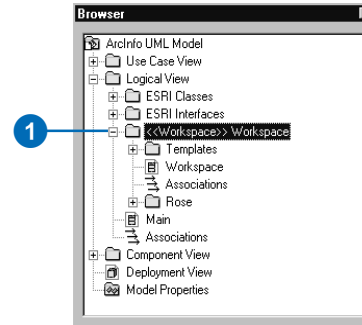 Browser
ArcInfo UML Model
Use Case View
Logical View
ESRI Classes
ESRI Interfaces
1
<<Workspace>> Workspace
Templates
Workspace
Associations
Rose
Main
Associations
Component View
Deployment View
Model Properties